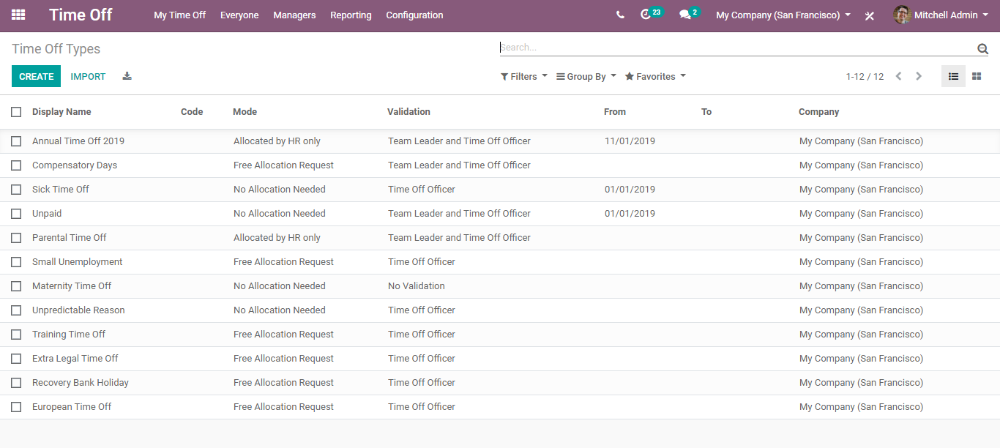 Time Off My Time Off Everyone Managers Reporting Configuration 23 2 My Company (San Francisco) Mitchell Admin
Time Off Types Search...
CREATE IMPORT Filters Group By Favorites 1-12 / 12
Display Name Code Mode Validation From To Company
Annual Time Off 2019 Allocated by HR only Team Leader and Time Off Officer 11/01/2019 My Company (San Francisco)
Compensatory Days Free Allocation Request Team Leader and Time Off Officer My Company (San Francisco)
Sick Time Off No Allocation Needed Time Off Officer 01/01/2019 My Company (San Francisco)
Unpaid No Allocation Needed Team Leader and Time Off Officer 01/01/2019 My Company (San Francisco)
Parental Time Off Allocated by HR only Team Leader and Time Off Officer My Company (San Francisco)
Small Unemployment Free Allocation Request Time Off Officer My Company (San Francisco)
Maternity Time Off No Allocation Needed No Validation My Company (San Francisco)
Unpredictable Reason No Allocation Needed Time Off Officer My Company (San Francisco)
Training Time Off Free Allocation Request Time Off Officer My Company (San Francisco)
Extra Legal Time Off Free Allocation Request Time Off Officer My Company (San Francisco)
Recovery Bank Holiday Free Allocation Request Time Off Officer My Company (San Francisco)
European Time Off Free Allocation Request Time Off Officer My Company (San Francisco)